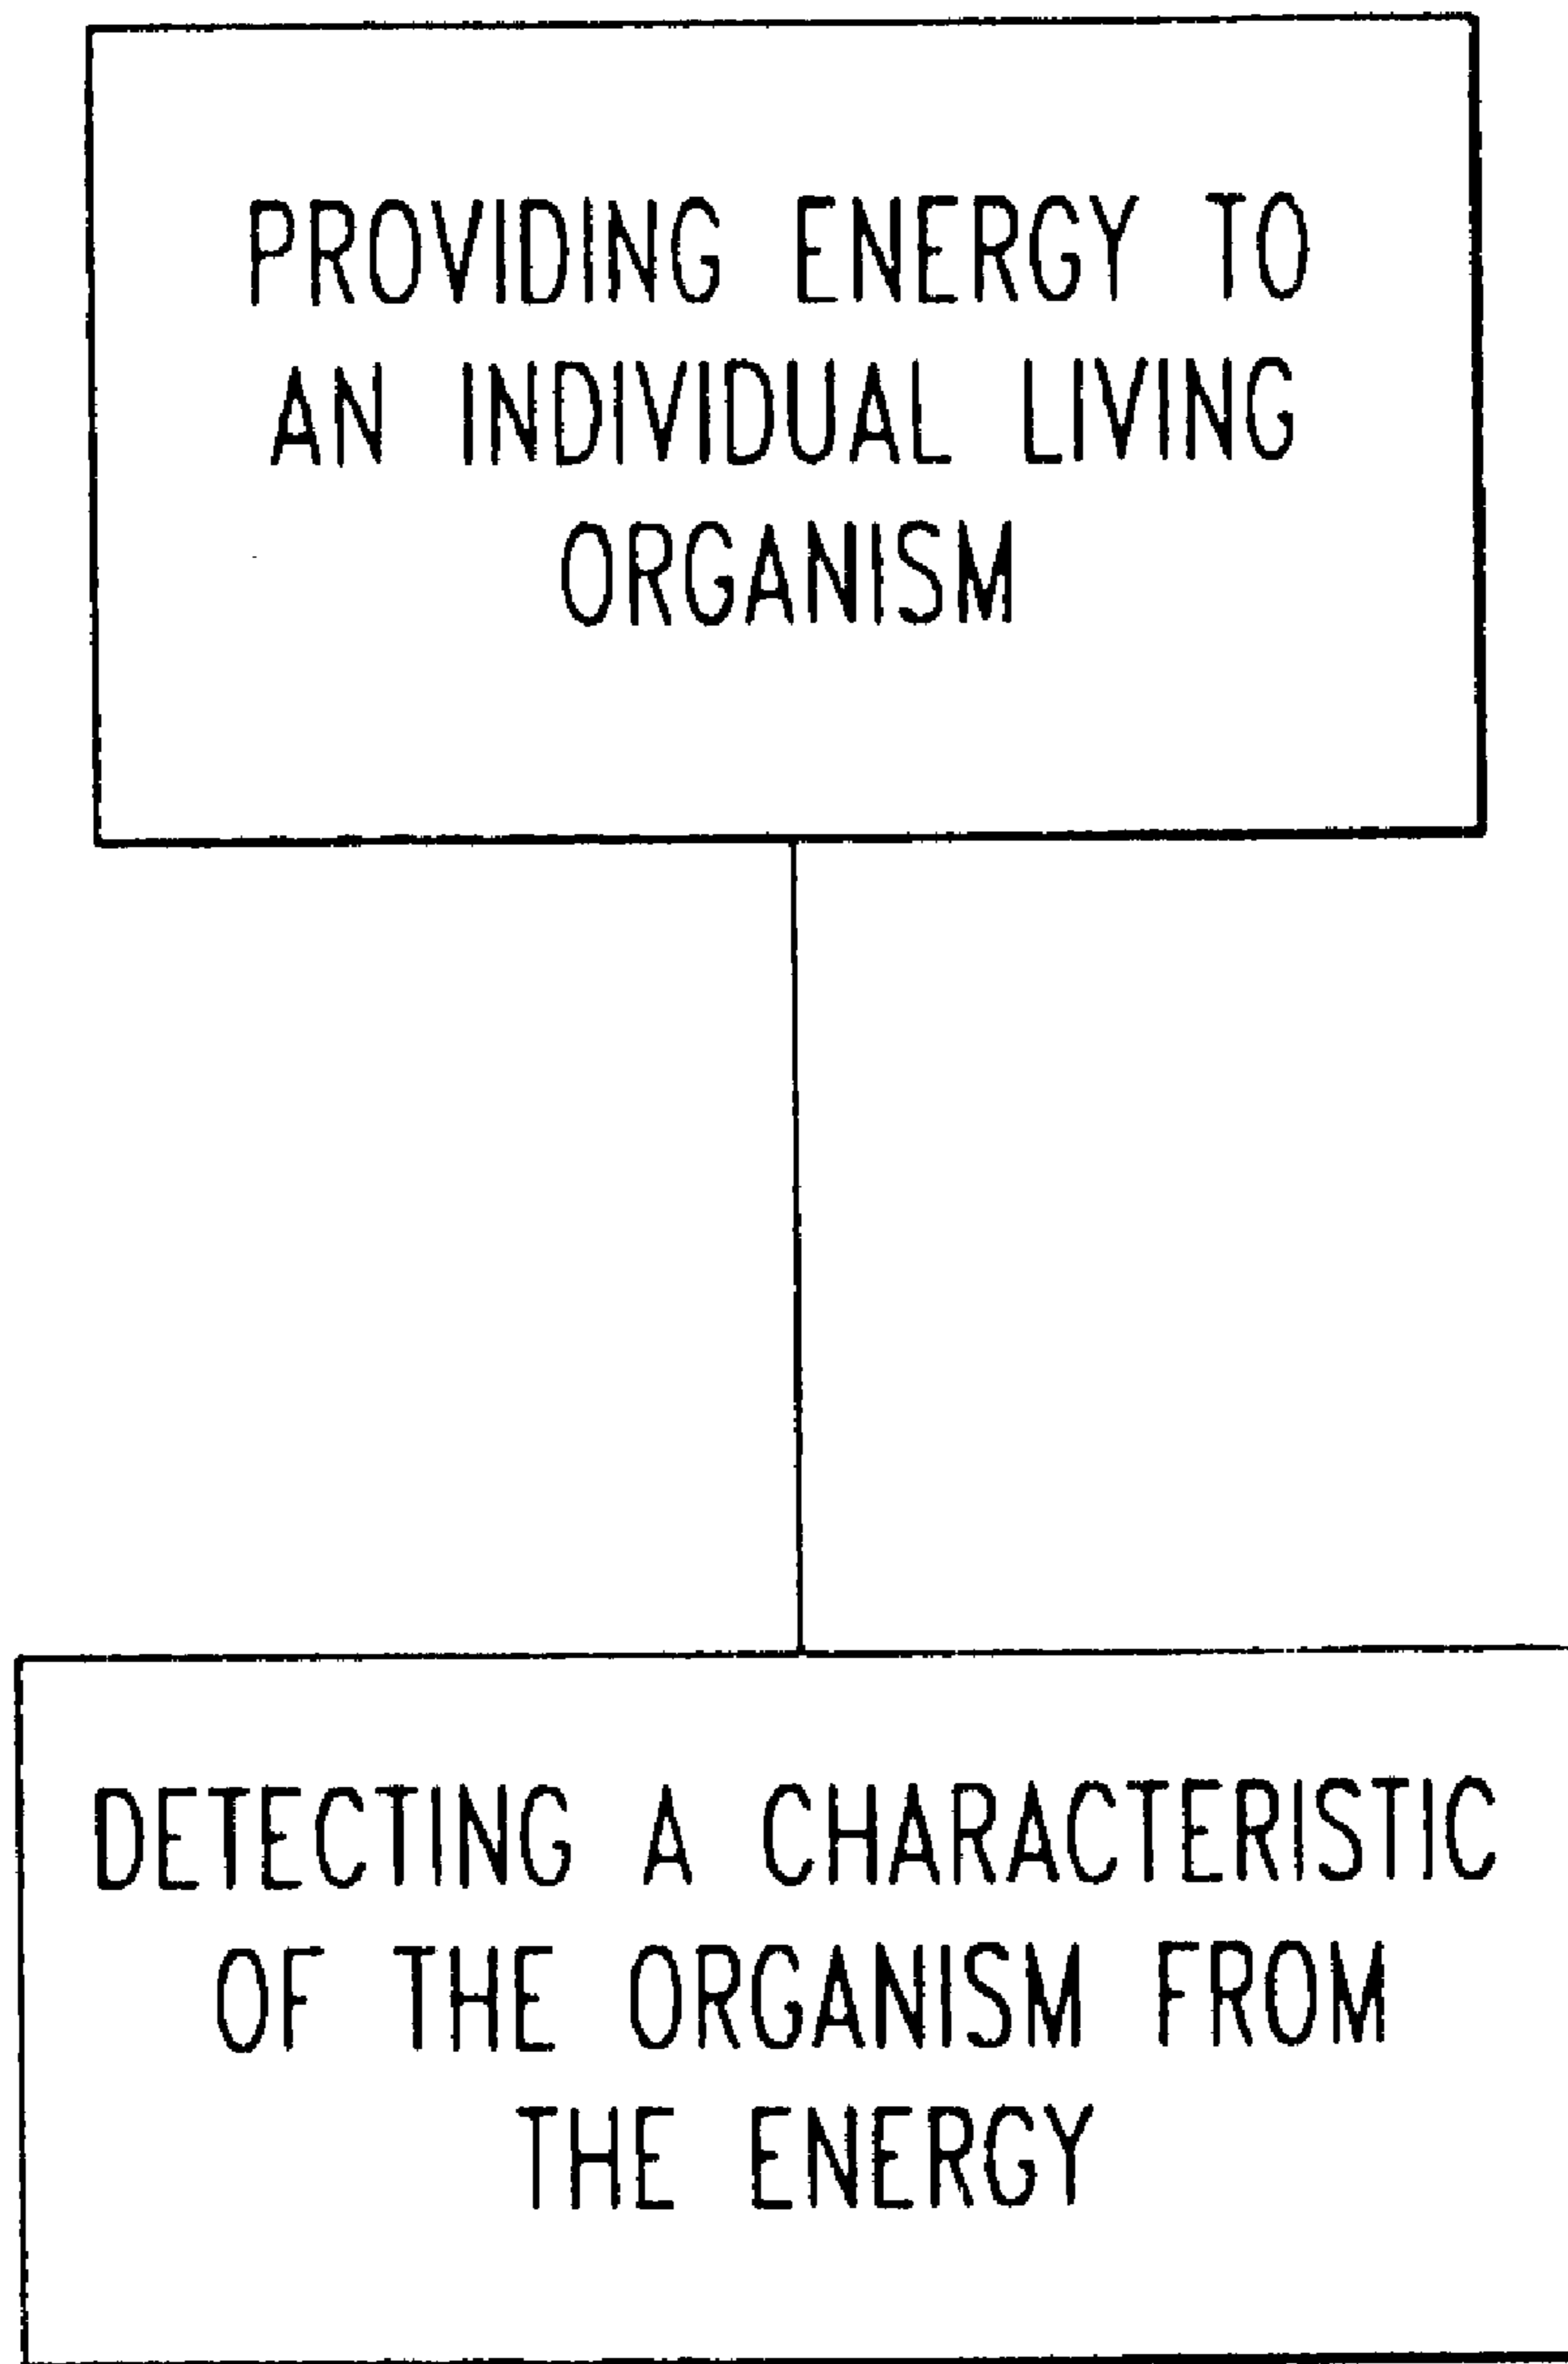 PROVIDING ENERGY TO
AN INDIVIDUAL LIVING
ORGANISM
DETECTING A CHARACTERISTIC
OF THE ORGANISM FROM
THE ENERGY